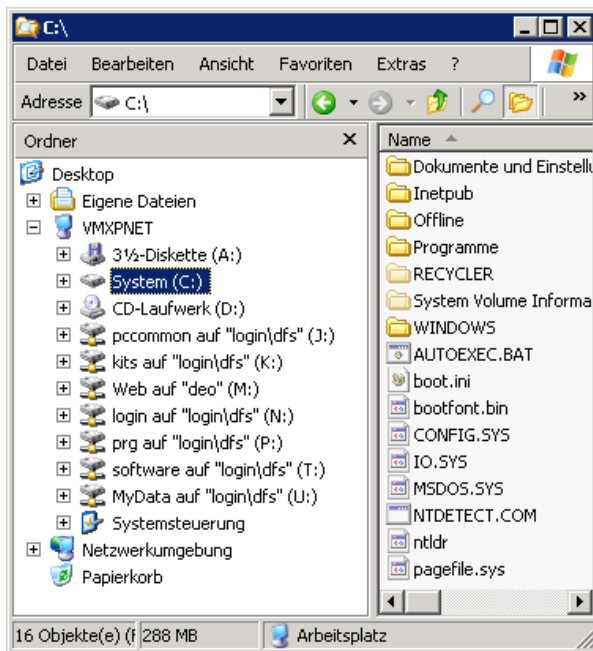 C:\
Datei Bearbeiten Ansicht Favoriten Extras ?
Adresse C:\ »
Ordner x
Desktop
Eigene Dateien
VMXPNET
3½-Diskette (A:)
System (C:)
CD-Laufwerk (D:)
pccommon auf "login\dfs" (J:)
kits auf "login\dfs" (K:)
Web auf "deo" (M:)
login auf "login\dfs" (N:)
prg auf "login\dfs" (P:)
software auf "login\dfs" (T:)
MyData auf "login\dfs" (U:)
Systemsteuerung
Netzwerkumgebung
Papierkorb
Name
Dokumente und Einstell
Inetpub
Offline
Programme
RECYCLER
System Volume Informa
WINDOWS
AUTOEXEC.BAT
boot.ini
bootfont.bin
CONFIG.SYS
IO.SYS
MSDOS.SYS
NTDETECT.COM
ntldr
pagefile.sys
16 Objekte(e) (F 288 MB Arbeitsplatz